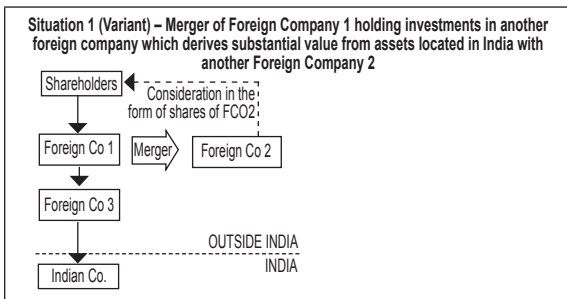 Situation 1 (Variant) – Merger of Foreign Company 1 holding investments in another
foreign company which derives substantial value from assets located in India with
another Foreign Company 2
Shareholders
Consideration in the
form of shares of FCO2
Foreign Co 1
Merger
Foreign Co 2
Foreign Co 3
OUTSIDE INDIA
INDIA
Indian Co.